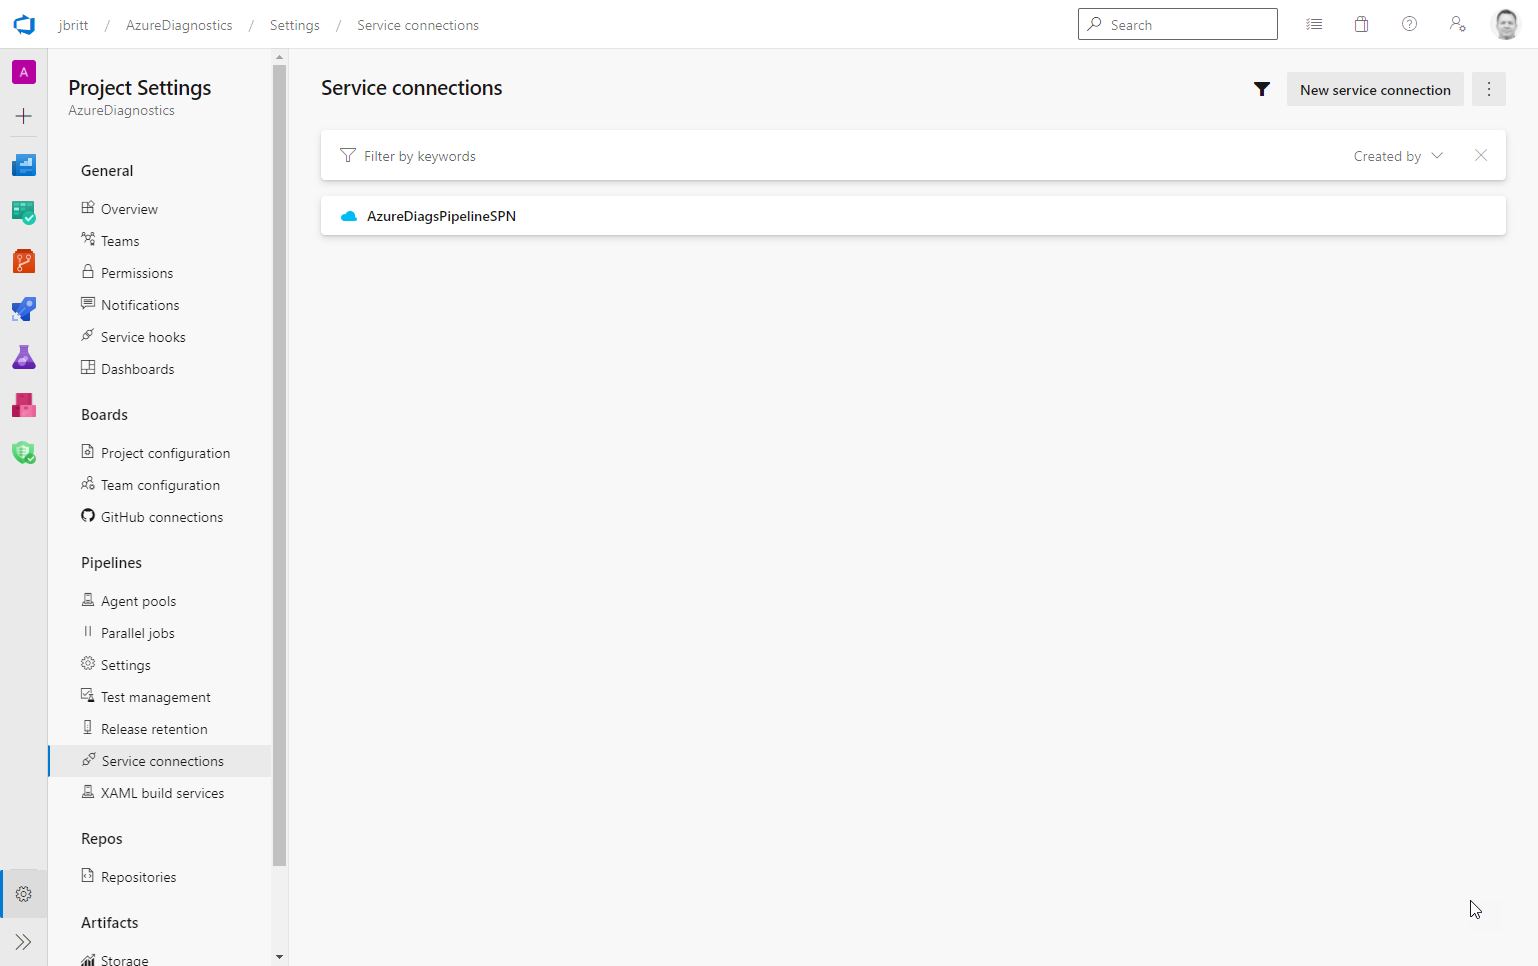 jbritt / AzureDiagnostics / Settings / Service connections
Search
A
Project Settings
AzureDiagnostics
General
Overview
Teams
Permissions
Notifications
Service hooks
Dashboards
Boards
Project configuration
Team configuration
GitHub connections
Pipelines
Agent pools
Parallel jobs
Settings
Test management
Release retention
Service connections
XAML build services
Repos
Repositories
Artifacts
Storage
Service connections
New service connection
Filter by keywords
Created by
AzureDiagsPipelineSPN